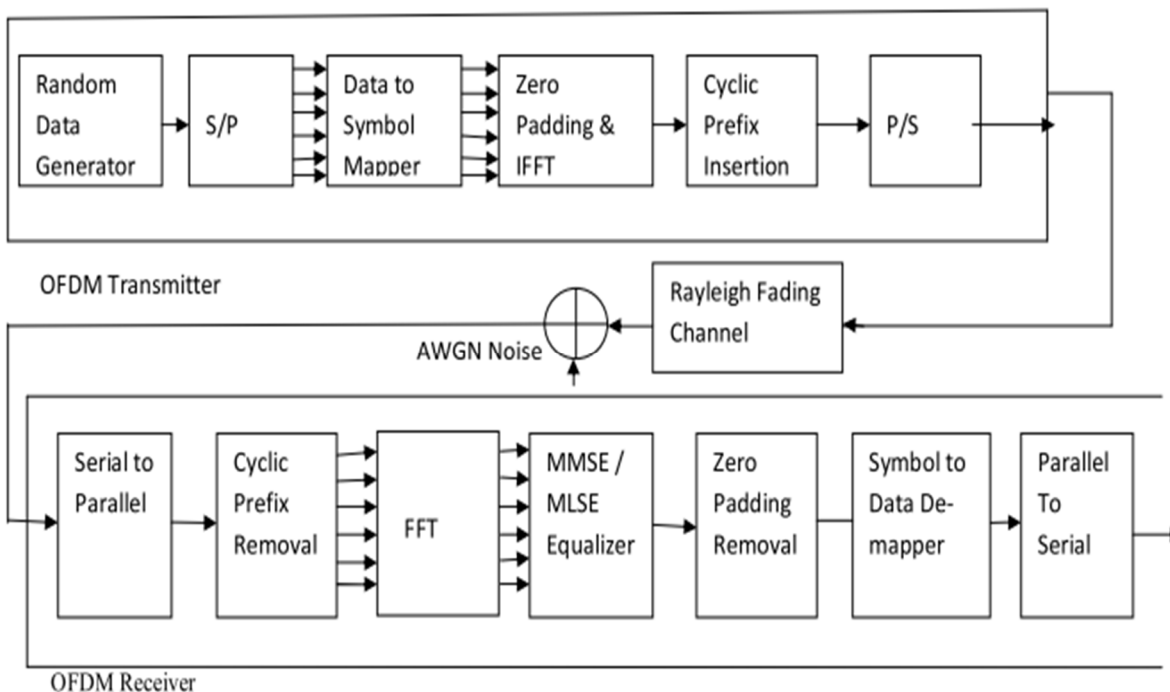 Random
Data
Generator
S/P
Data to
Symbol
Mapper
Zero
Padding &
IFFT
Cyclic
Prefix
Insertion
P/S
OFDM Transmitter
Rayleigh Fading
Channel
AWGN Noise
Serial to
Parallel
Cyclic
Prefix
Removal
FFT
MMSE /
MLSE
Equalizer
Zero
Padding
Removal
Symbol to
Data De-
mapper
Parallel
To
Serial
OFDM Receiver